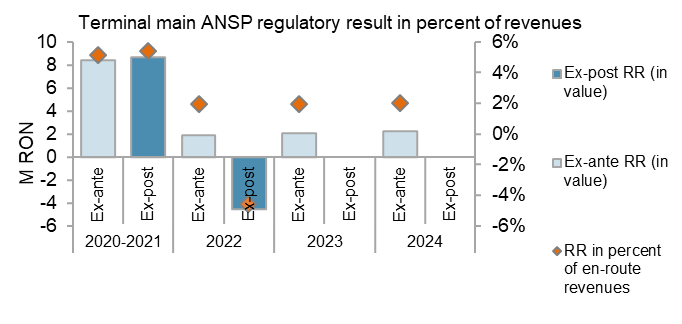 Terminal main ANSP regulatory result in percent of revenues
M RON
10
8
6
4
2
0
-2
-4
-6
6%
4%
2%
0%
-2%
-4%
-6%
Ex-ante
Ex-post
Ex-ante
Ex-post
Ex-ante
Ex-post
Ex-ante
Ex-post
2020-2021
2022
2023
2024
Ex-post RR (in
value)
Ex-ante RR (in
value)
RR in percent
of en-route
revenues